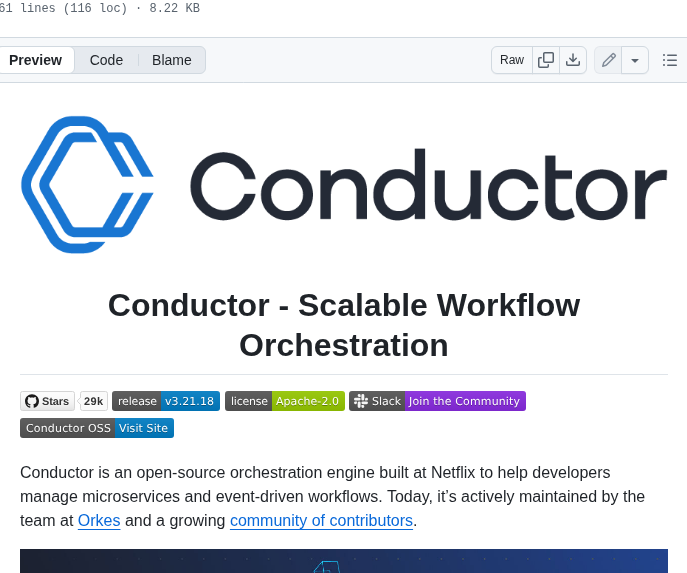 61 lines (116 loc) · 8.22 KB
Preview Code Blame Raw
Conductor
Conductor - Scalable Workflow
Orchestration
Stars 29k release v3.21.18 license Apache-2.0 Slack Join the Community
Conductor OSS Visit Site
Conductor is an open-source orchestration engine built at Netflix to help developers
manage microservices and event-driven workflows. Today, it’s actively maintained by the
team at Orkes and a growing community of contributors.